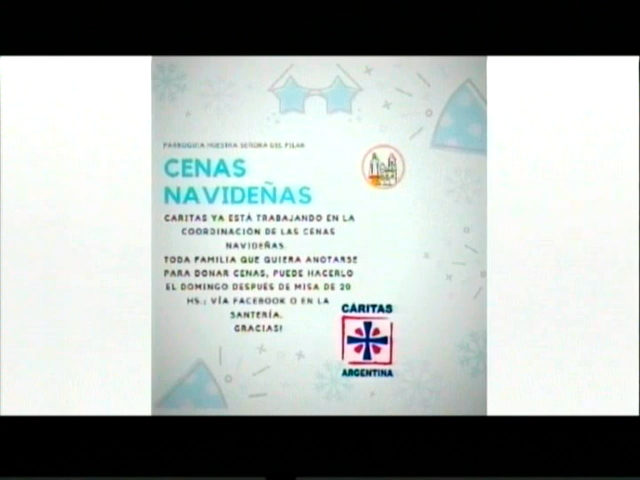 PARROQUIA NUESTRA SEÑORA DEL PILAR
CENAS
NAVIDEÑAS
CARITAS YA ESTÁ TRABAJANDO EN LA
COORDINACIÓN DE LAS CENAS
NAVIDEÑAS.
TODA FAMILIA QUE QUIERA ANOTARSE
PARA DONAR CENAS, PUEDE HACERLO
EL DOMINGO DESPUÉS DE MISA DE 20
HS.; VÍA FACEBOOK O EN LA
SANTERÍA.
GRACIAS!
CÁRITAS
ARGENTINA